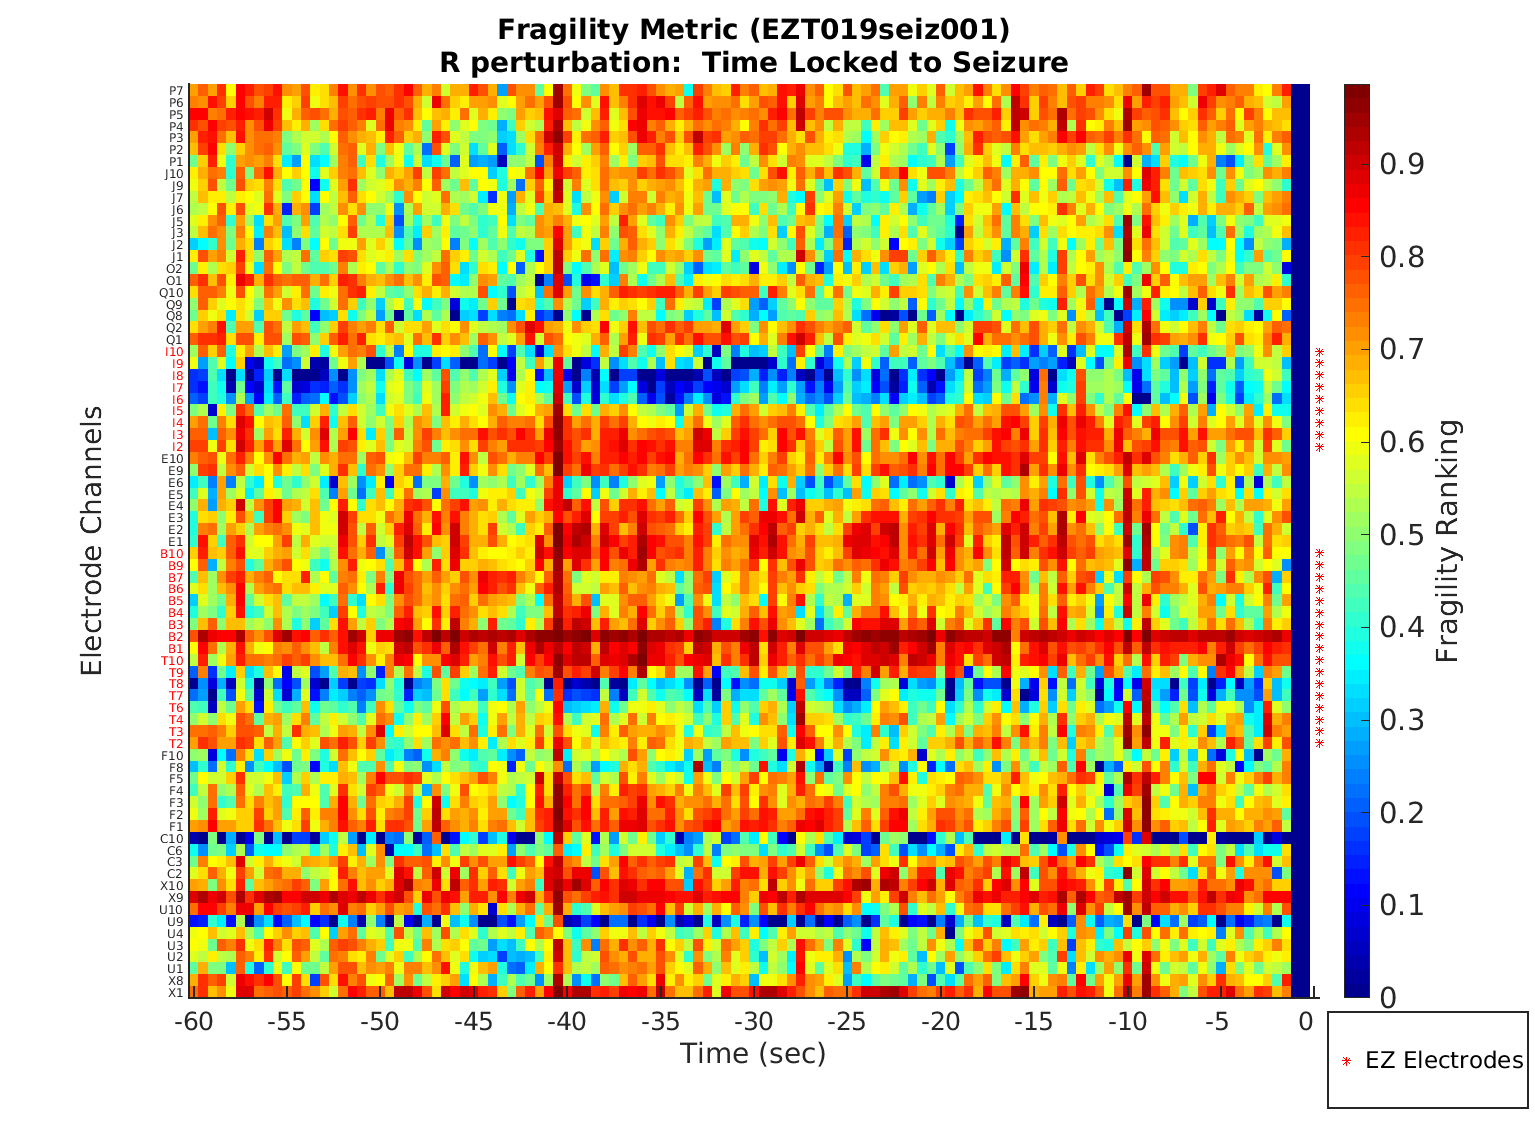 Fragility Metric (EZT019seiz001)
R perturbation:  Time Locked to Seizure
Electrode Channels
P7
P6
P5
P4
P3
P2
P1
J10
J9
J7
J6
J5
J3
J2
J1
O2
O1
Q10
Q9
Q8
Q2
Q1
I10
I9
I8
I7
I6
I5
I4
I3
I2
E10
E9
E6
E5
E4
E3
E2
E1
B10
B9
B7
B6
B5
B4
B3
B2
B1
T10
T9
T8
T7
T6
T4
T3
T2
F10
F8
F5
F4
F3
F2
F1
C10
C6
C3
C2
X10
X9
U10
U9
U4
U3
U2
U1
X8
X1
-60 -55 -50 -45 -40 -35 -30 -25 -20 -15 -10 -5 0
Time (sec)
0.9
0.8
0.7
0.6
0.5
0.4
0.3
0.2
0.1
0
Fragility Ranking
EZ Electrodes